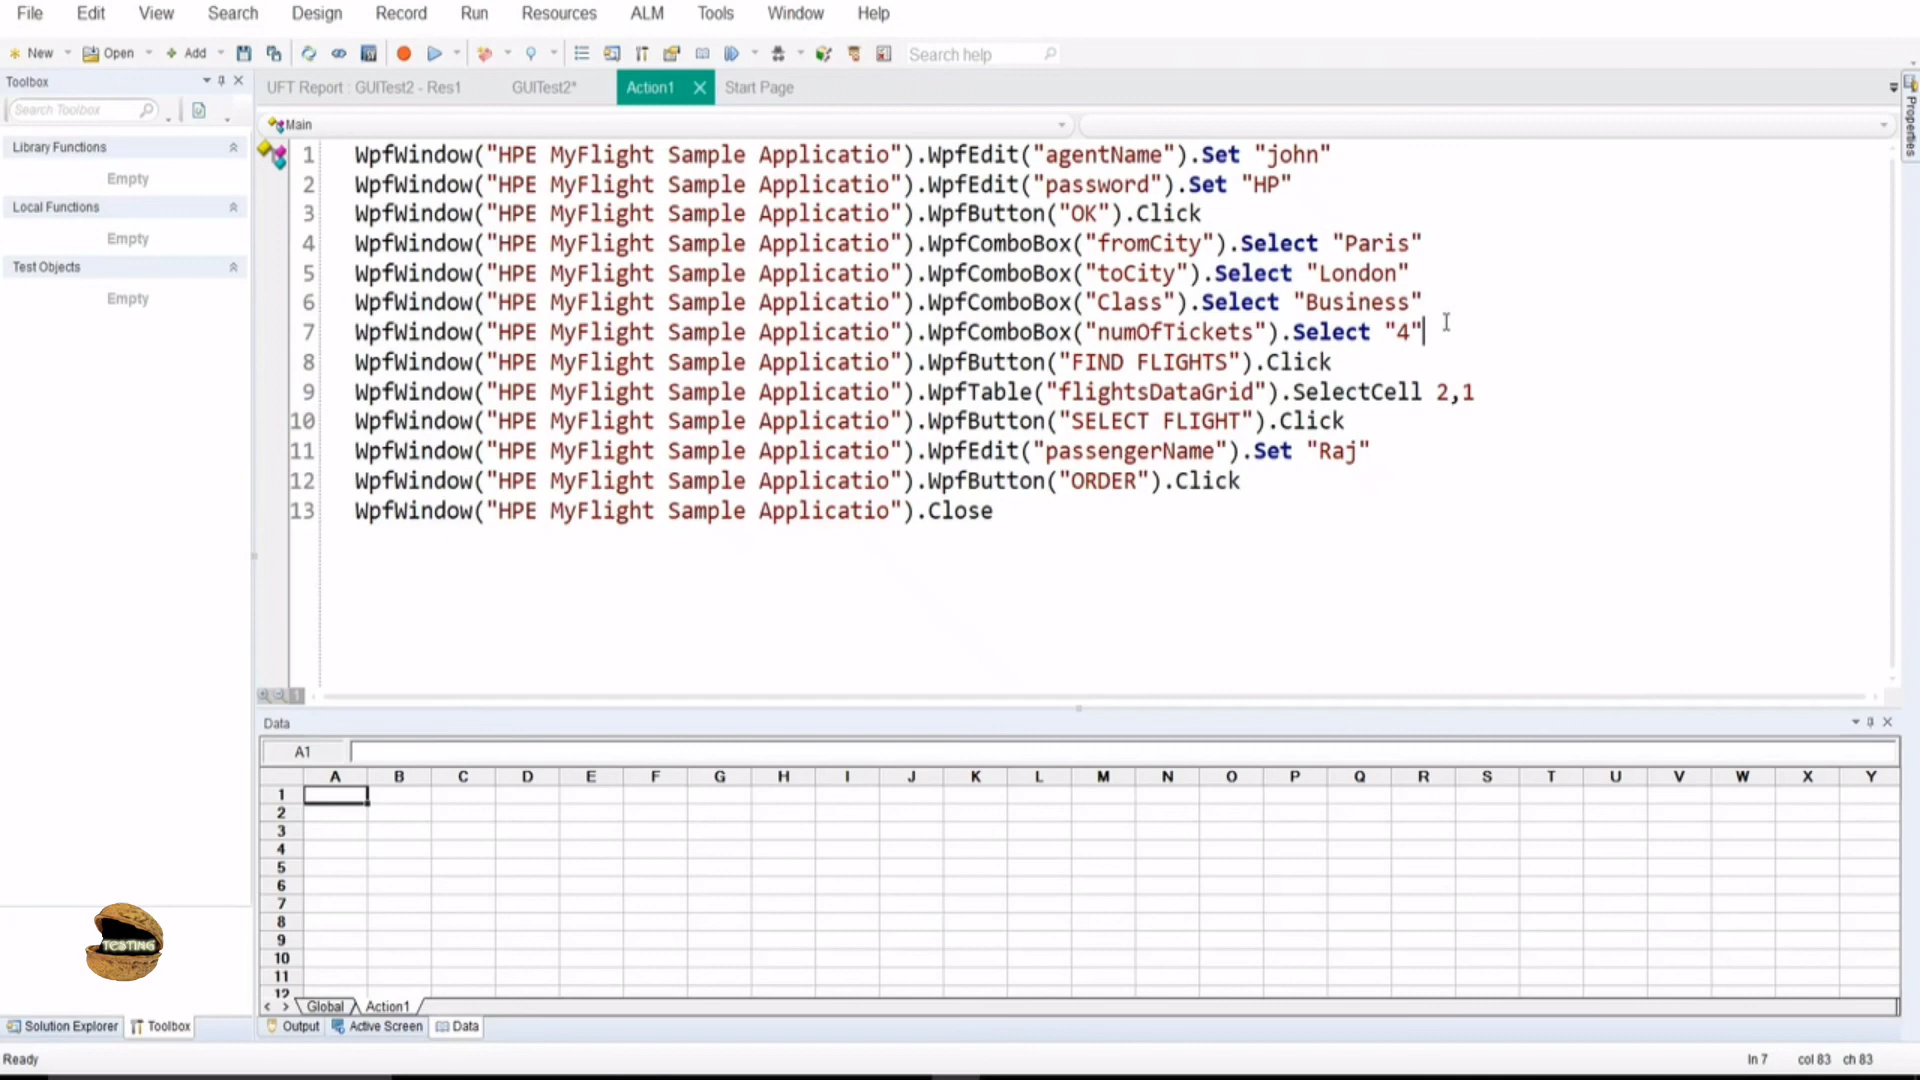 File Edit View Search Design Record Run Resources ALM Tools Window Help
New Open Add Search help
Toolbox
UFT Report : GUITest2 - Res1 GUITest2* Action1 Start Page
Properties
Search Toolbox
Main
Library Functions
Empty
Local Functions
Empty
Test Objects
Empty
1 WpfWindow("HPE MyFlight Sample Applicatio").WpfEdit("agentName").Set "john"
2 WpfWindow("HPE MyFlight Sample Applicatio").WpfEdit("password").Set "HP"
3 WpfWindow("HPE MyFlight Sample Applicatio").WpfButton("OK").Click
4 WpfWindow("HPE MyFlight Sample Applicatio").WpfComboBox("fromCity").Select "Paris"
5 WpfWindow("HPE MyFlight Sample Applicatio").WpfComboBox("toCity").Select "London"
6 WpfWindow("HPE MyFlight Sample Applicatio").WpfComboBox("Class").Select "Business"
7 WpfWindow("HPE MyFlight Sample Applicatio").WpfComboBox("numOfTickets").Select "4"
8 WpfWindow("HPE MyFlight Sample Applicatio").WpfButton("FIND FLIGHTS").Click
9 WpfWindow("HPE MyFlight Sample Applicatio").WpfTable("flightsDataGrid").SelectCell 2,1
10 WpfWindow("HPE MyFlight Sample Applicatio").WpfButton("SELECT FLIGHT").Click
11 WpfWindow("HPE MyFlight Sample Applicatio").WpfEdit("passengerName").Set "Raj"
12 WpfWindow("HPE MyFlight Sample Applicatio").WpfButton("ORDER").Click
13 WpfWindow("HPE MyFlight Sample Applicatio").Close
Data
A1
A B C D E F G H I J K L M N O P Q R S T U V W X Y
1
2
3
4
5
6
7
8
9
10
11
12
TESTING
Global Action1
Solution Explorer Toolbox Output Active Screen Data
Ready ln 7 col 83 ch 83